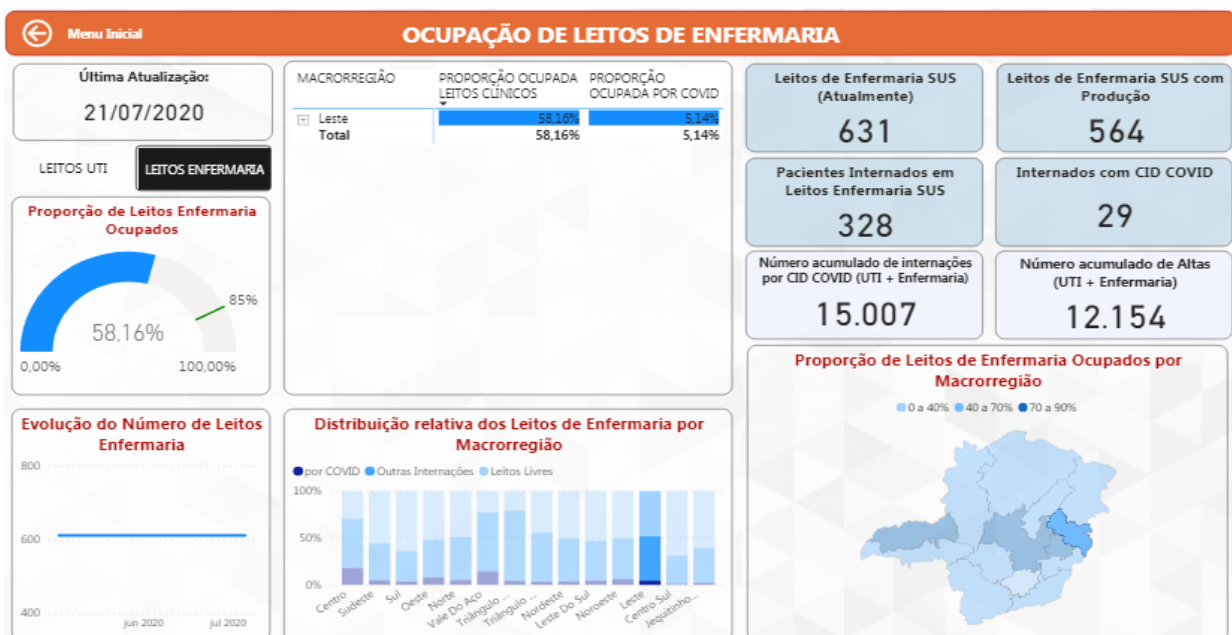 Menu Inicial
OCUPAÇÃO DE LEITOS DE ENFERMARIA
Última Atualização:
21/07/2020
LEITOS UTI
LEITOS ENFERMARIA
Proporção de Leitos Enfermaria
Ocupados
85%
58,16%
0,00%
100,00%
MACRORREGIÃO
PROPORÇÃO OCUPADA
LEITOS CLÍNICOS
PROPORÇÃO
OCUPADA POR COVID
Leste 58,16% 5,14%
Total 58,16% 5,14%
Leitos de Enfermaria SUS
(Atualmente)
631
Leitos de Enfermaria SUS com
Produção
564
Pacientes Internados em
Leitos Enfermaria SUS
328
Internados com CID COVID
29
Número acumulado de internações
por CID COVID (UTI + Enfermaria)
15.007
Número acumulado de Altas
(UTI + Enfermaria)
12.154
Evolução do Número de Leitos
Enfermaria
800
600
400
jun 2020
jul 2020
Distribuição relativa dos Leitos de Enfermaria por
Macrorregião
por COVID
Outras Internações
Leitos Livres
100%
50%
0%
Centro
Sudeste
Sul
Oeste
Norte
Vale Do Aço
Triângulo ...
Triângulo ...
Nordeste
Leste Do Sul
Noroeste
Leste
Centro Sul
Jequitinho...
Proporção de Leitos de Enfermaria Ocupados por
Macrorregião
0 a 40%
40 a 70%
70 a 90%